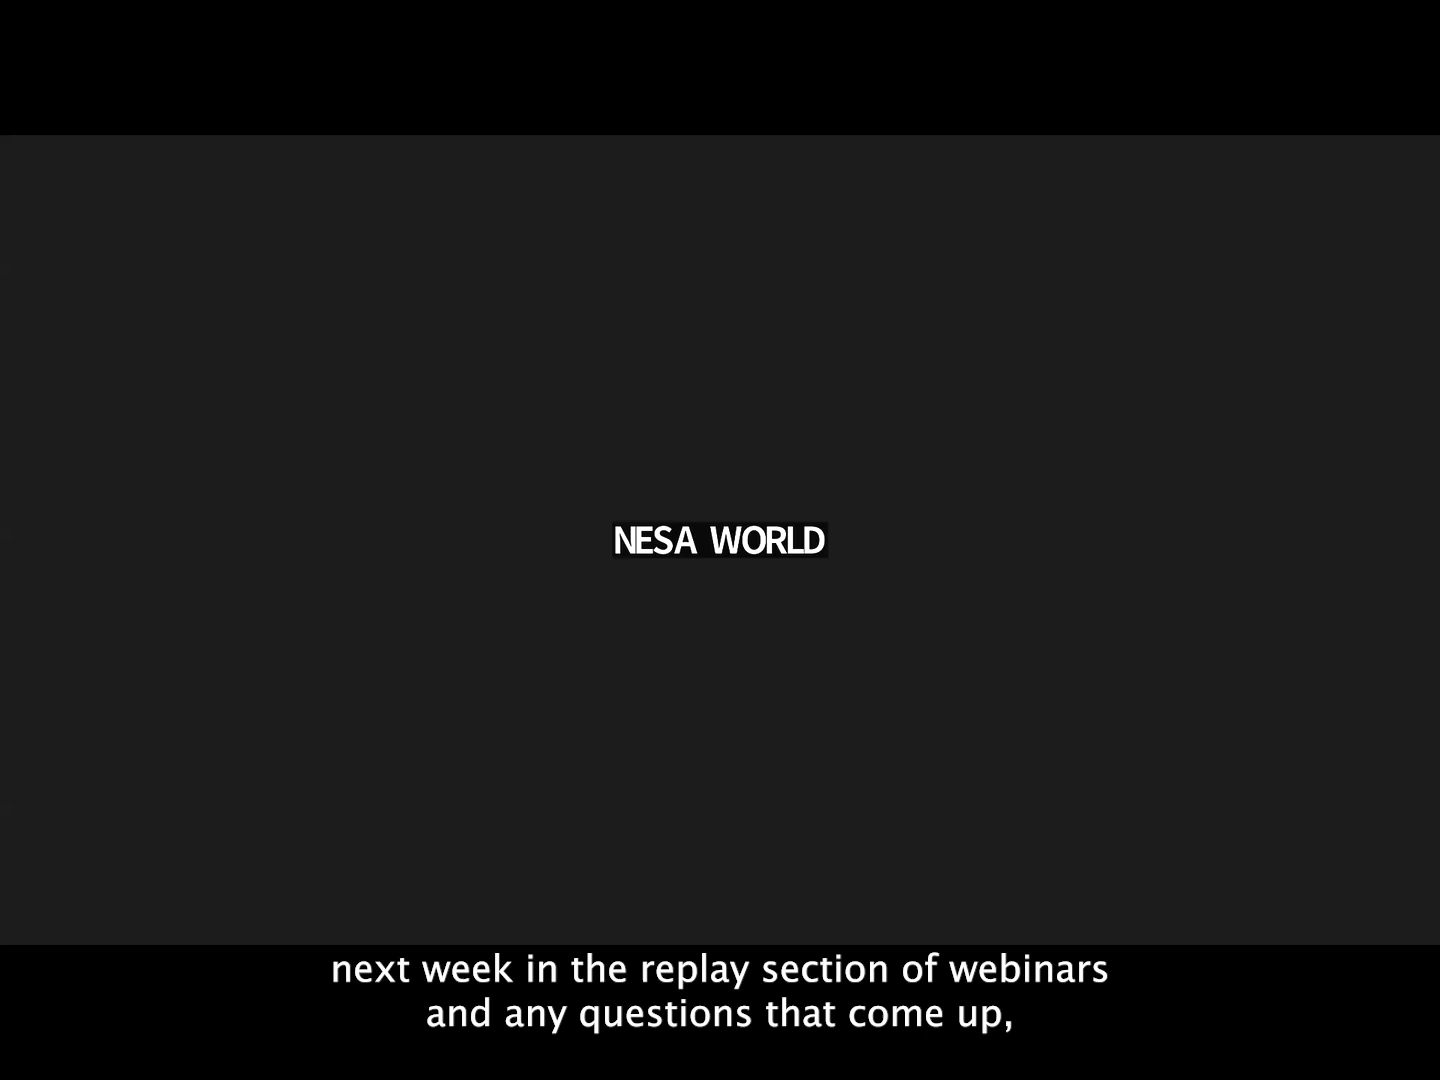 NESA WORLD
next week in the replay section of webinars
and any questions that come up,